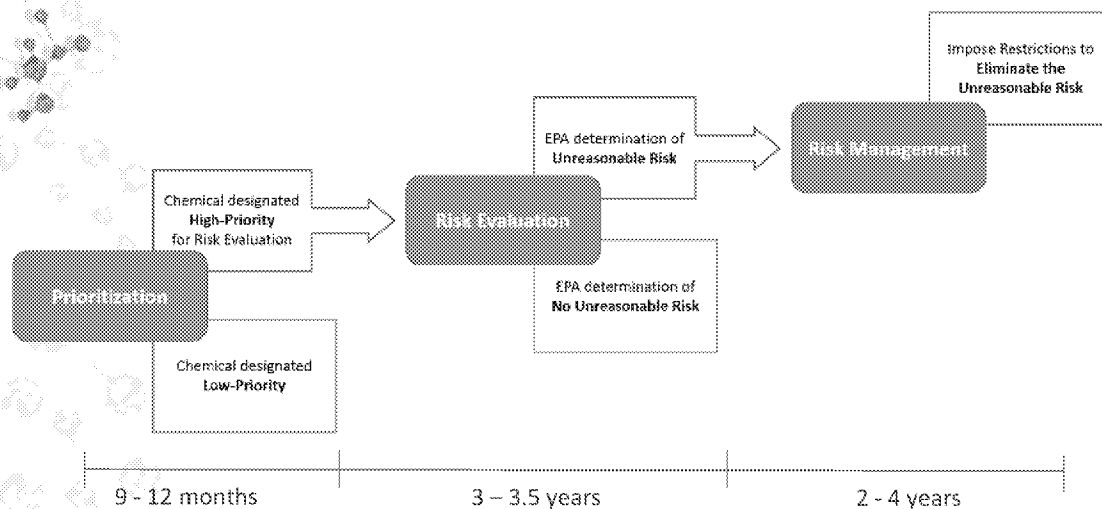 Impose Restrictions to
Eliminate the
Unreasonable Risk
Risk Management
EPA determination of
Unreasonable Risk
Risk Evaluation
EPA determination of
No Unreasonable Risk
Chemical designated
High-Priority
for Risk Evaluation
Prioritization
Chemical designated
Low-Priority
9 - 12 months
3 – 3.5 years
2 - 4 years